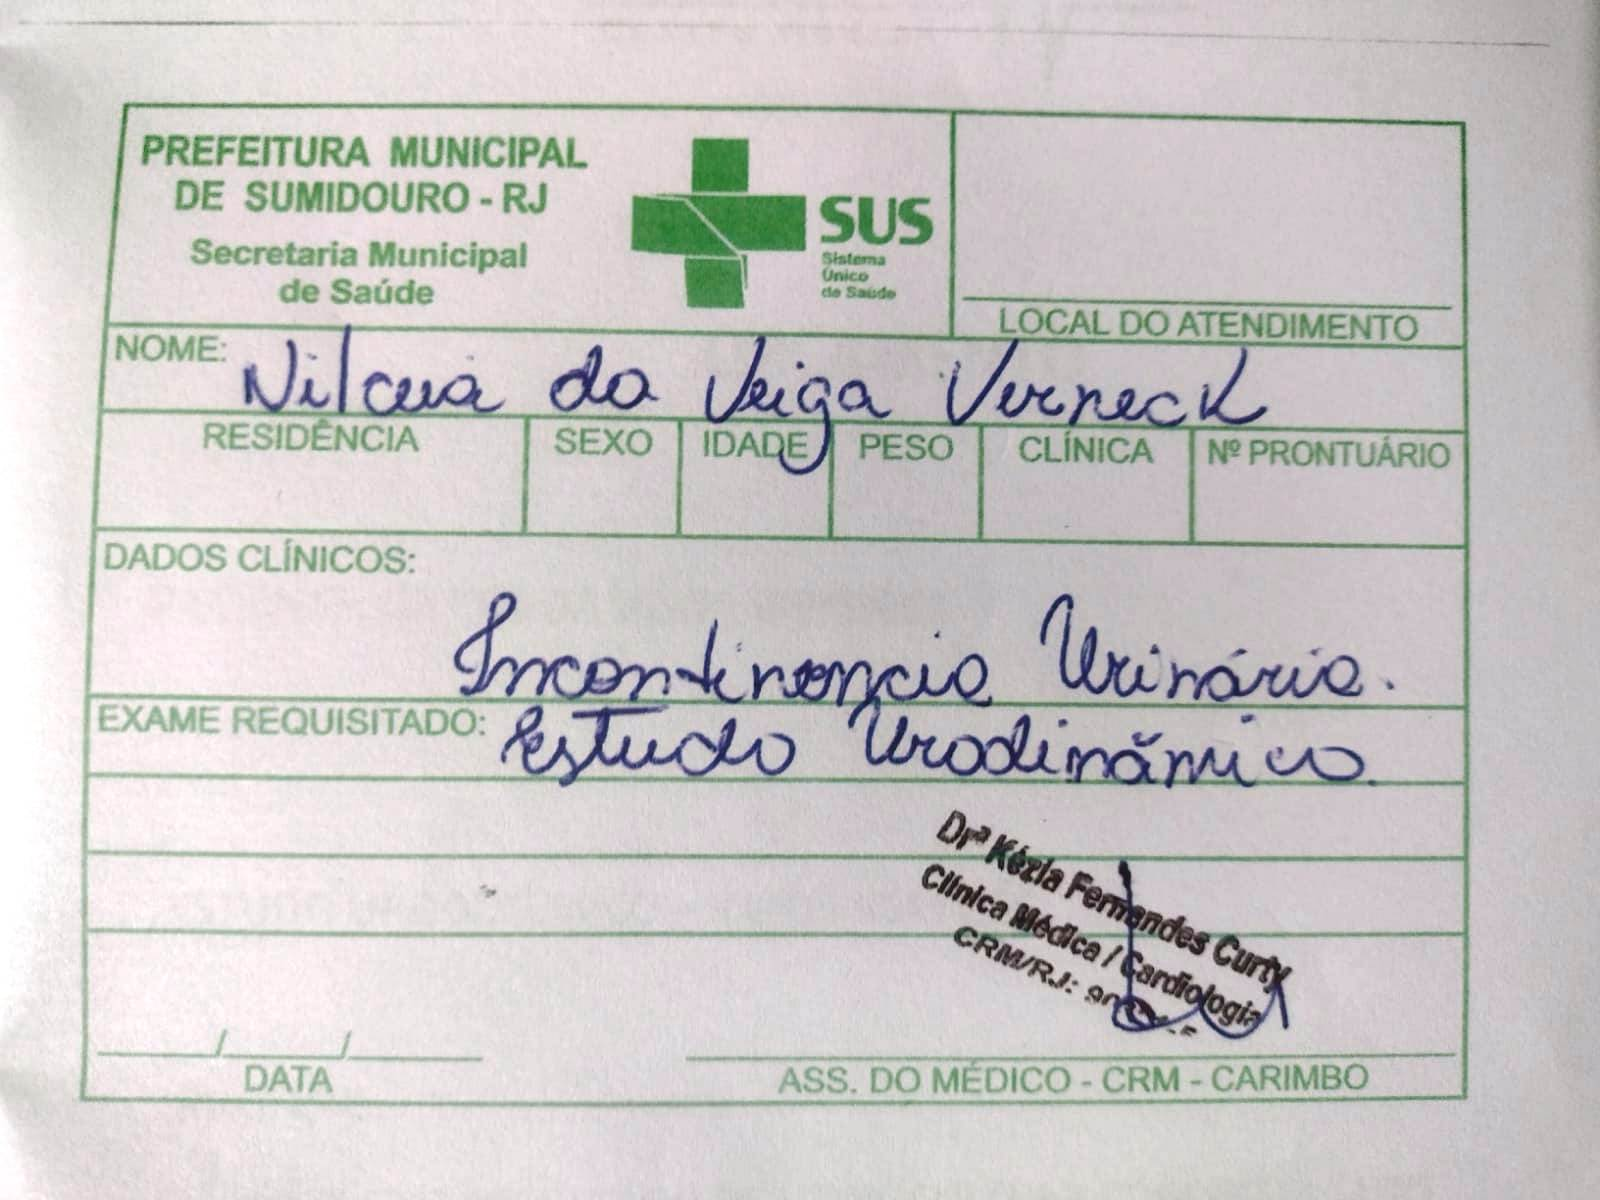 PREFEITURA MUNICIPAL
DE SUMIDOURO - RJ
Secretaria Municipal
de Saúde
SUS
Sistema
Único
de Saúde
LOCAL DO ATENDIMENTO
NOME: Nilceia da Veiga Verneck
RESIDÊNCIA SEXO IDADE PESO CLÍNICA Nº PRONTUÁRIO
DADOS CLÍNICOS:
Incontinencia Urinária.
EXAME REQUISITADO: Estudo Urodinâmico.
Drª Kézia Fernandes Curty
Clínica Médica / Cardiologia
CRM/RJ:
DATA
ASS. DO MÉDICO - CRM - CARIMBO